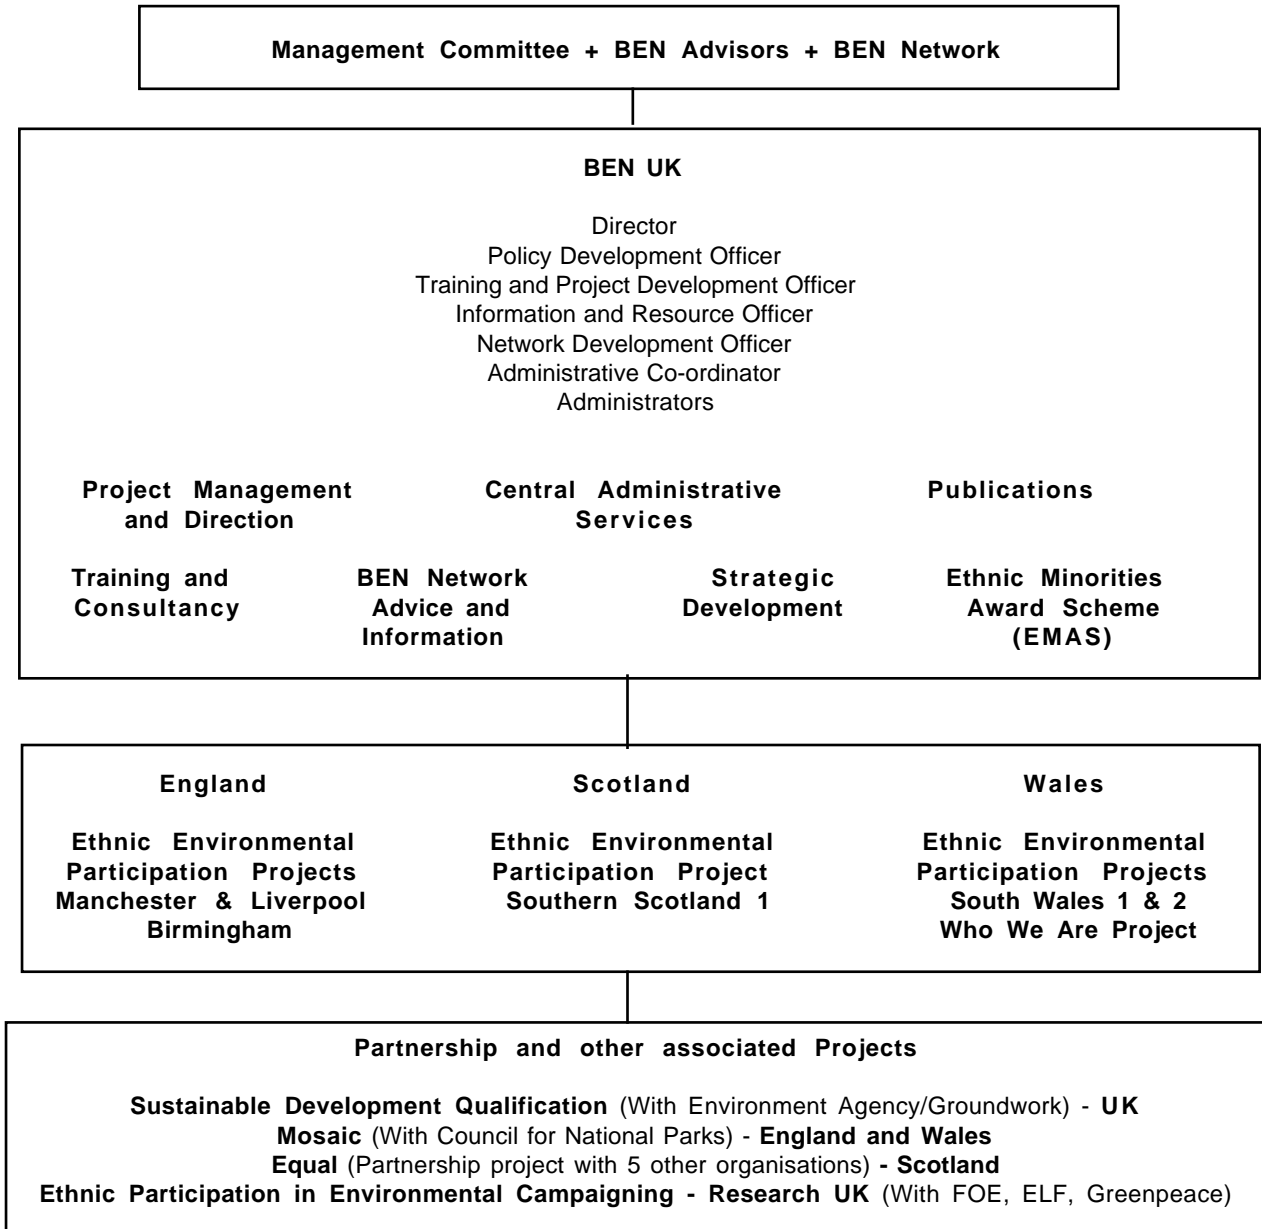 Management Committee + BEN Advisors + BEN Network
BEN UK
Director
Policy Development Officer
Training and Project Development Officer
Information and Resource Officer
Network Development Officer
Administrative Co-ordinator
Administrators
Project Management
and Direction
Central Administrative
Services
Publications
Training and
Consultancy
BEN Network
Advice and
Information
Strategic
Development
Ethnic Minorities
Award Scheme
(EMAS)
England
Ethnic Environmental
Participation Projects
Manchester & Liverpool
Birmingham
Scotland
Ethnic Environmental
Participation Project
Southern Scotland 1
Wales
Ethnic Environmental
Participation Projects
South Wales 1 & 2
Who We Are Project
Partnership and other associated Projects
Sustainable Development Qualification (With Environment Agency/Groundwork) - UK
Mosaic (With Council for National Parks) - England and Wales
Equal (Partnership project with 5 other organisations) - Scotland
Ethnic Participation in Environmental Campaigning - Research UK (With FOE, ELF, Greenpeace)